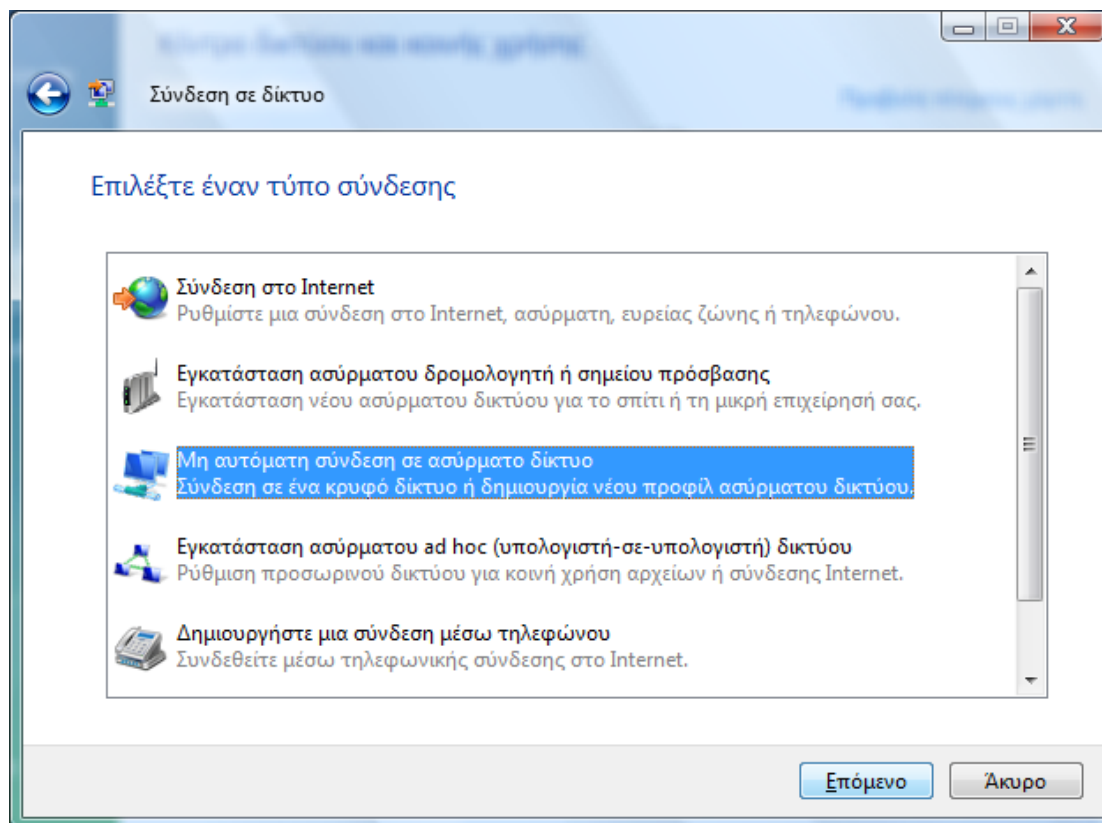 Σύνδεση σε δίκτυο
Επιλέξτε έναν τύπο σύνδεσης
Σύνδεση στο Internet
Ρυθμίστε μια σύνδεση στο Internet, ασύρματη, ευρείας ζώνης ή τηλεφώνου.
Εγκατάσταση ασύρματου δρομολογητή ή σημείου πρόσβασης
Εγκατάσταση νέου ασύρματου δικτύου για το σπίτι ή τη μικρή επιχείρησή σας.
Μη αυτόματη σύνδεση σε ασύρματο δίκτυο
Σύνδεση σε ένα κρυφό δίκτυο ή δημιουργία νέου προφίλ ασύρματου δικτύου.
Εγκατάσταση ασύρματου ad hoc (υπολογιστή-σε-υπολογιστή) δικτύου
Ρύθμιση προσωρινού δικτύου για κοινή χρήση αρχείων ή σύνδεσης Internet.
Δημιουργήστε μια σύνδεση μέσω τηλεφώνου
Συνδεθείτε μέσω τηλεφωνικής σύνδεσης στο Internet.
Επόμενο
Άκυρο